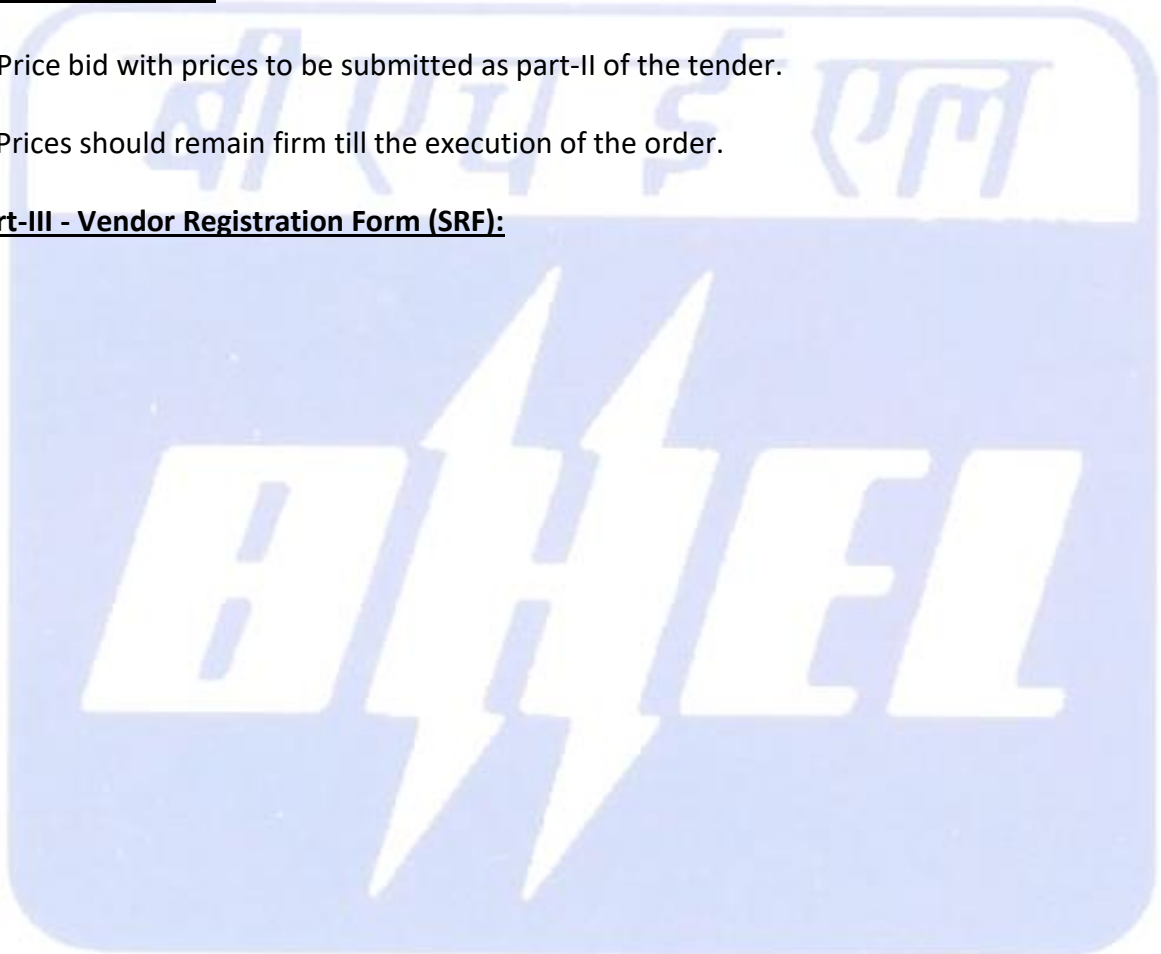 Price bid with prices to be submitted as part-II of the tender.
Prices should remain firm till the execution of the order.
rt-III - Vendor Registration Form (SRF):
बी एच ई एल
BHEL